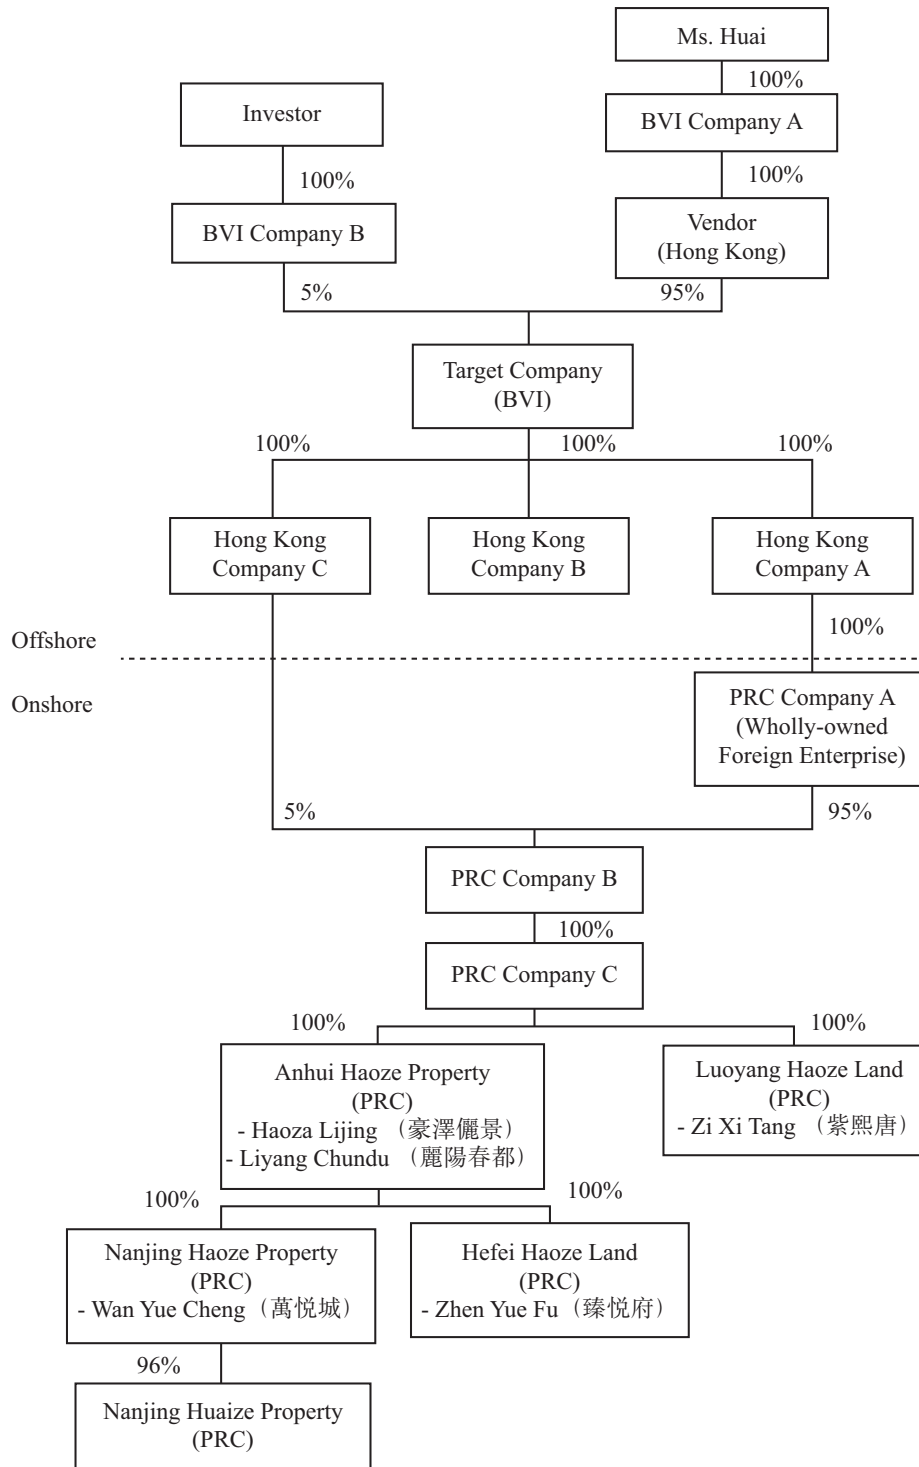 Ms. Huai
100%
Investor
BVI Company A
100%
100%
BVI Company B
Vendor
(Hong Kong)
5%
95%
Target Company
(BVI)
100%
100%
100%
Hong Kong
Company C
Hong Kong
Company B
Hong Kong
Company A
Offshore
100%
Onshore
PRC Company A
(Wholly-owned
Foreign Enterprise)
5%
95%
PRC Company B
100%
PRC Company C
100%
100%
Anhui Haoze Property
(PRC)
- Haoza Lijing （豪澤儷景）
- Liyang Chundu （麗陽春都）
Luoyang Haoze Land
(PRC)
- Zi Xi Tang （紫熙唐）
100%
100%
Nanjing Haoze Property
(PRC)
- Wan Yue Cheng（萬悦城）
Hefei Haoze Land
(PRC)
- Zhen Yue Fu（臻悦府）
96%
Nanjing Huaize Property
(PRC)